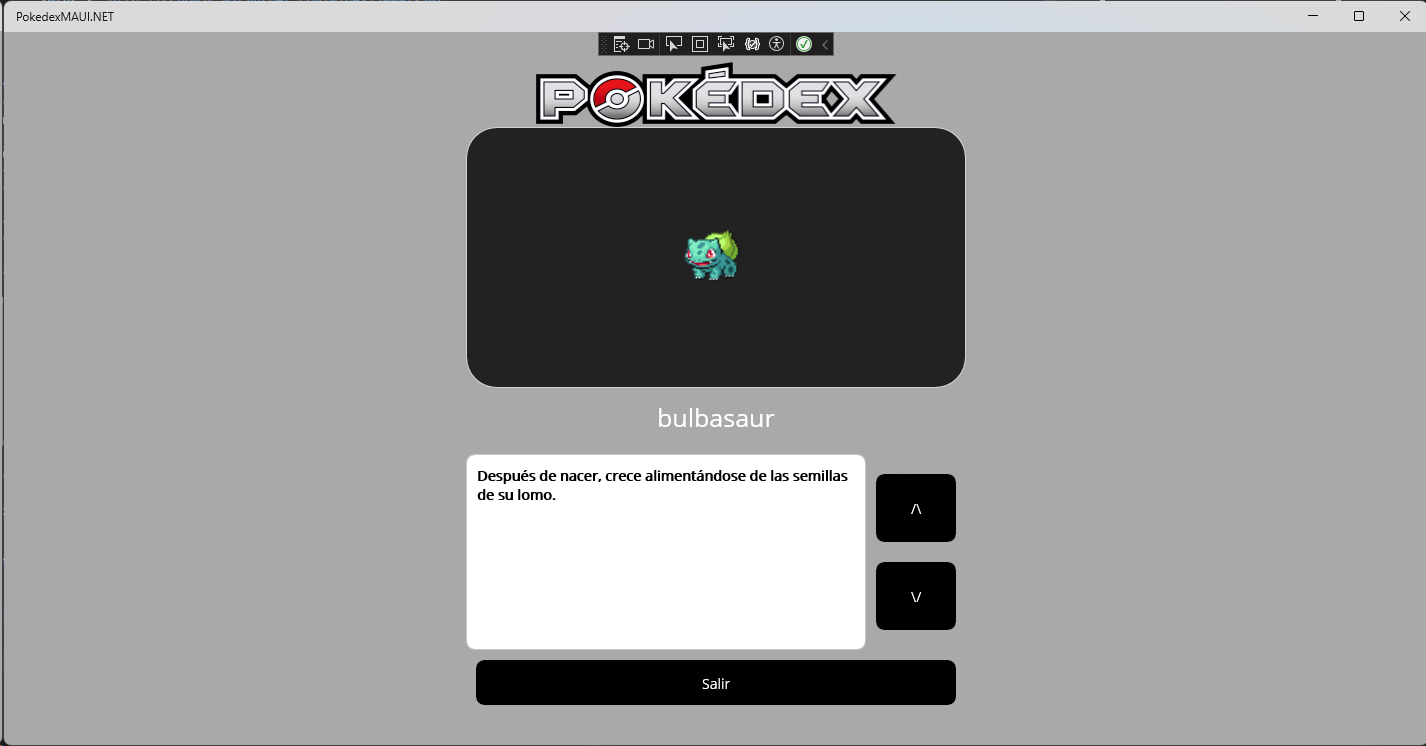 PokedexMAUI.NET
POKÉDEX
bulbasaur
Después de nacer, crece alimentándose de las semillas
de su lomo.
/\
\/
Salir